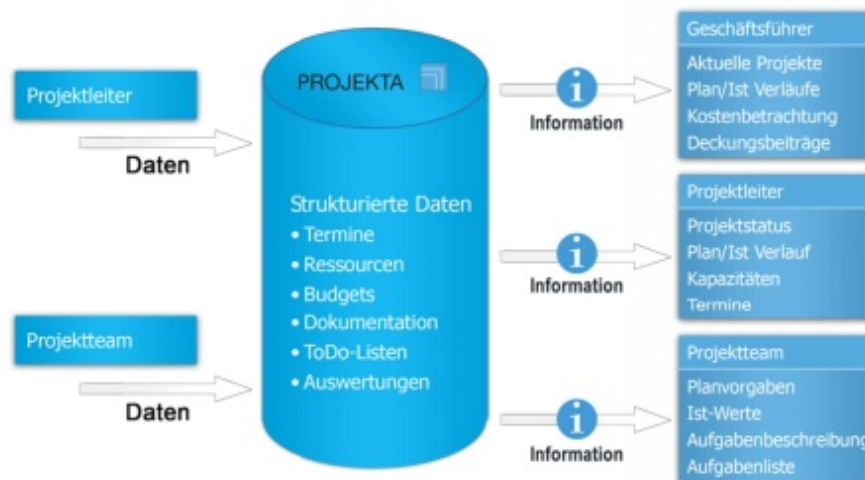 Projektleiter
Daten
Projektteam
Daten
PROJEKTA
Strukturierte Daten
• Termine
• Ressourcen
• Budgets
• Dokumentation
• ToDo-Listen
• Auswertungen
Information
Information
Information
Geschäftsführer
Aktuelle Projekte
Plan/Ist Verläufe
Kostenbetrachtung
Deckungsbeiträge
Projektleiter
Projektstatus
Plan/Ist Verlauf
Kapazitäten
Termine
Projektteam
Planvorgaben
Ist-Werte
Aufgabenbeschreibung
Aufgabenliste